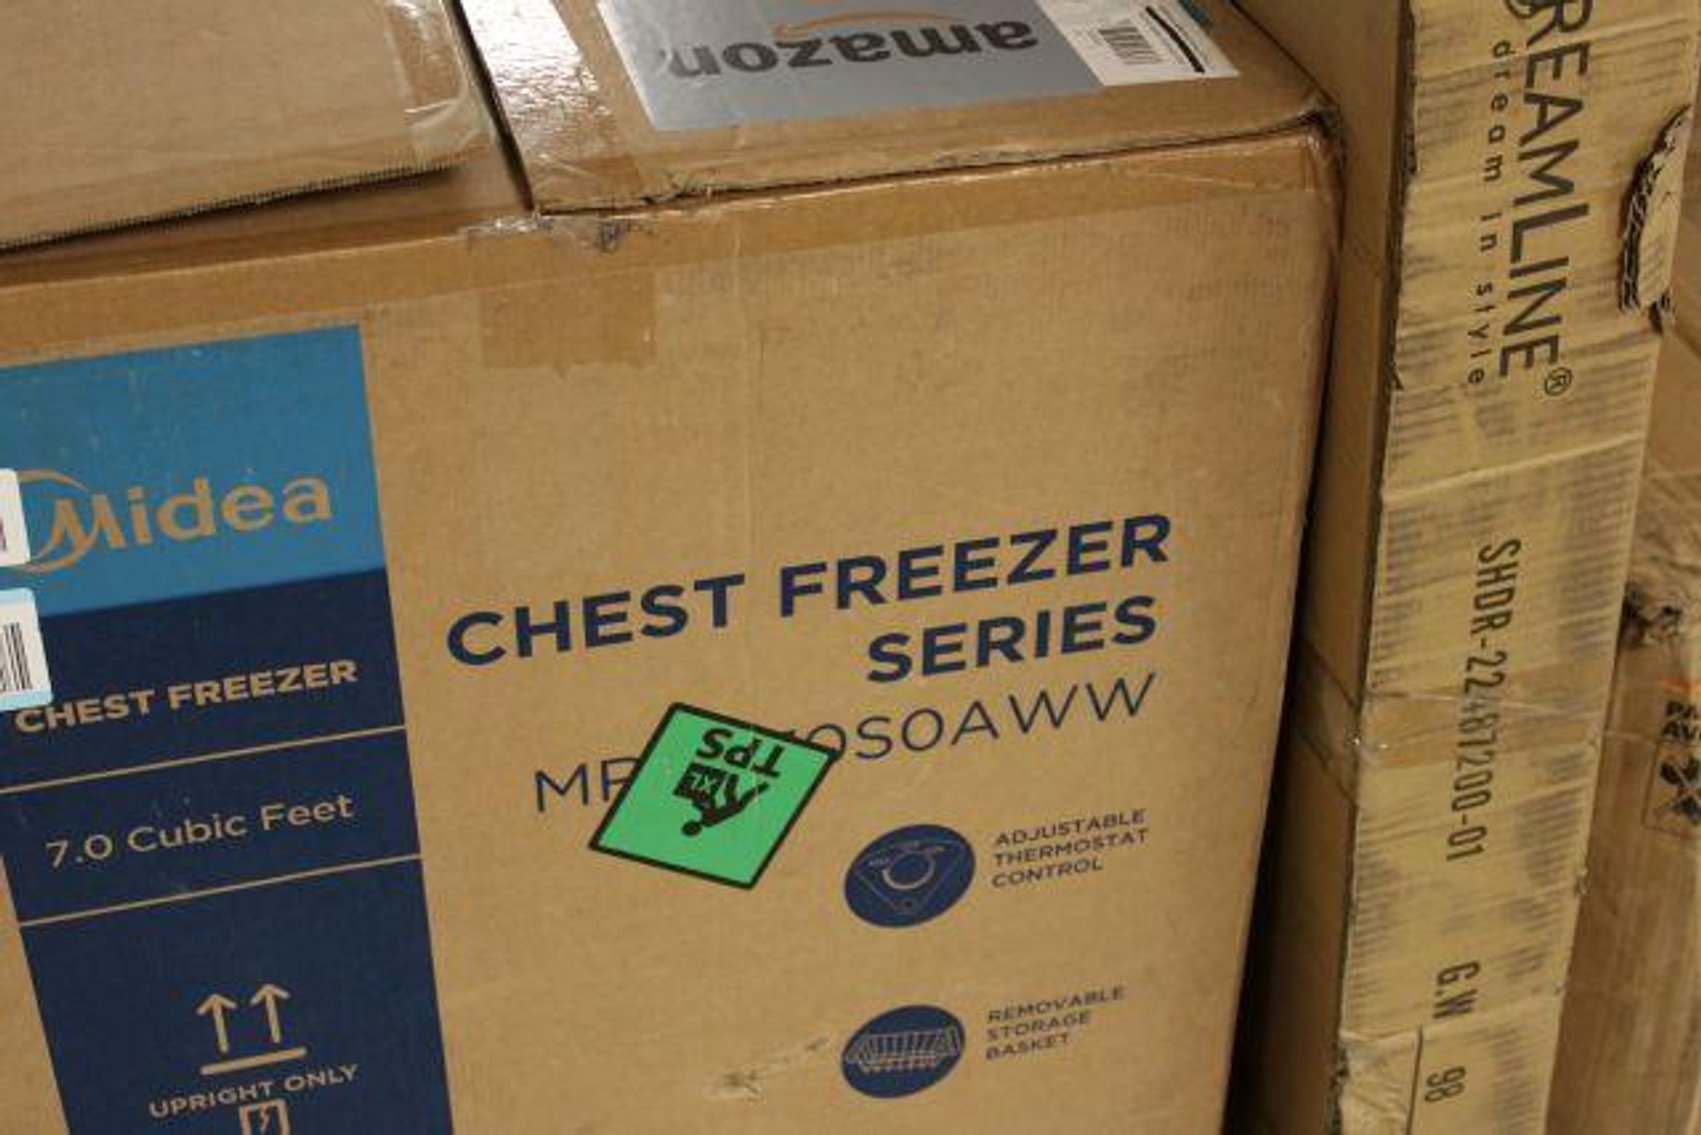 amazon
Midea
CHEST FREEZER
7.0 Cubic Feet
UPRIGHT ONLY
CHEST FREEZER
SERIES
TPS
ADJUSTABLE
THERMOSTAT
CONTROL
REMOVABLE
STORAGE
BASKET
REAMLINE®
dream in style
SHDR-22487200-01
G.W
98